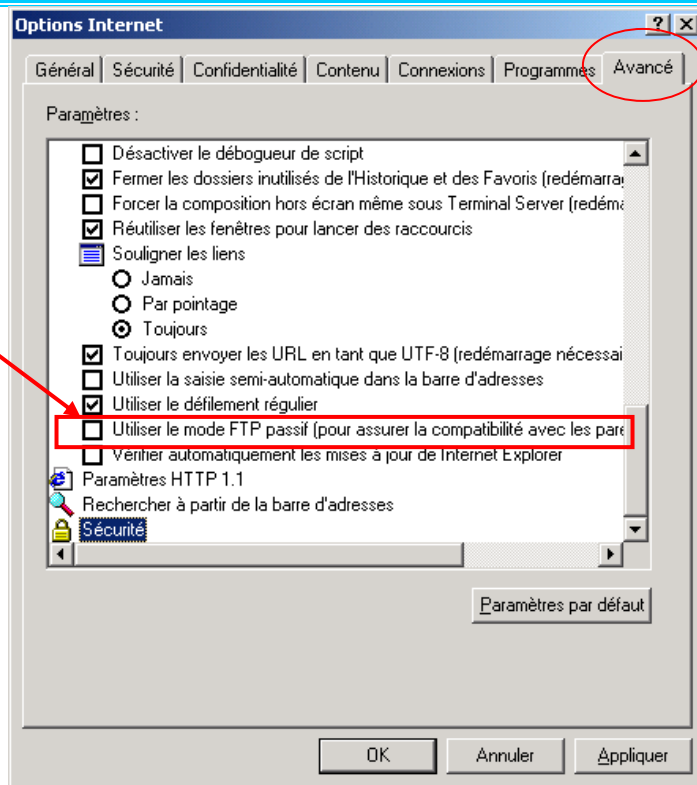 Options Internet
Général Sécurité Confidentialité Contenu Connexions Programmes Avancé
Paramètres :
Désactiver le débogueur de script
Fermer les dossiers inutilisés de l'Historique et des Favoris (redémarra
Forcer la composition hors écran même sous Terminal Server (redéma
Réutiliser les fenêtres pour lancer des raccourcis
Souligner les liens
Jamais
Par pointage
Toujours
Toujours envoyer les URL en tant que UTF-8 (redémarrage nécessai
Utiliser la saisie semi-automatique dans la barre d'adresses
Utiliser le défilement régulier
Utiliser le mode FTP passif (pour assurer la compatibilité avec les pare
Vérifier automatiquement les mises à jour de Internet Explorer
Paramètres HTTP 1.1
Rechercher à partir de la barre d'adresses
Sécurité
Paramètres par défaut
OK Annuler Appliquer